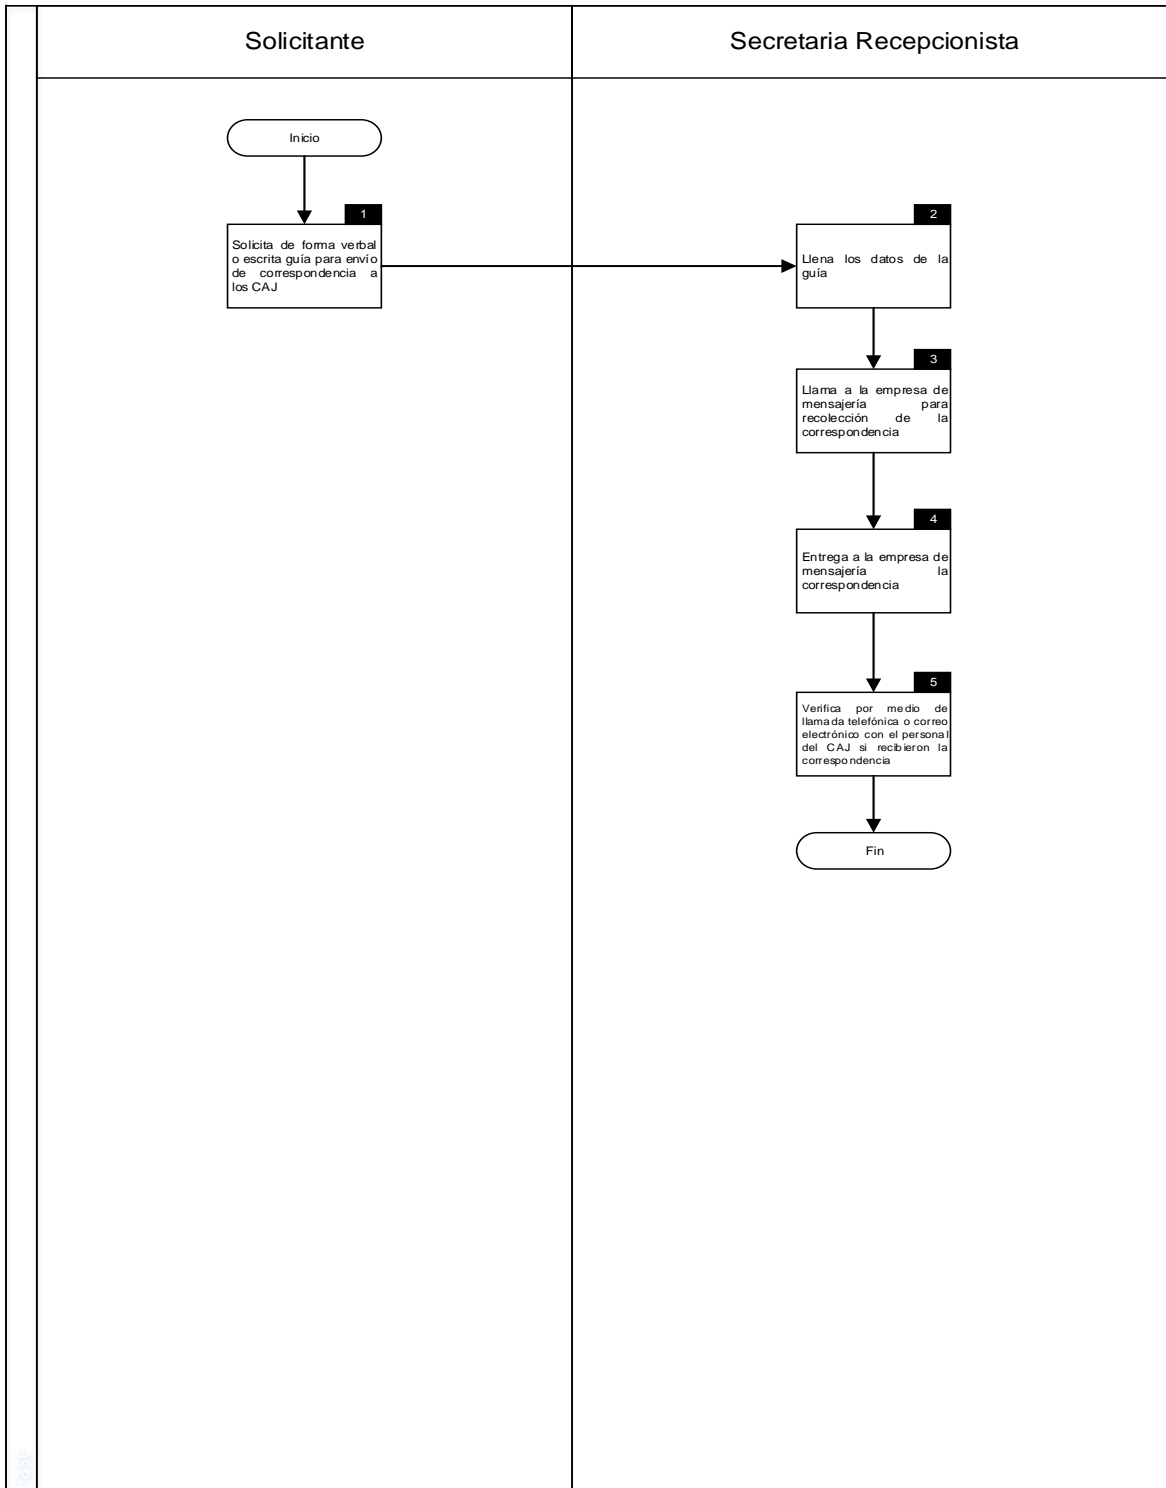 Solicitante
Secretaria Recepcionista
Inicio
1
Solicita de forma verbal
o escrita guía para envío
de correspondencia a
los CAJ
2
Llena los datos de la
guía
3
Llama a la empresa de
mensajería para
recolección de la
correspondencia
4
Entrega a la empresa de
mensajería la
correspondencia
5
Verifica por medio de
llamada telefónica o correo
electrónico con el personal
del CAJ si recibieron la
correspondencia
Fin